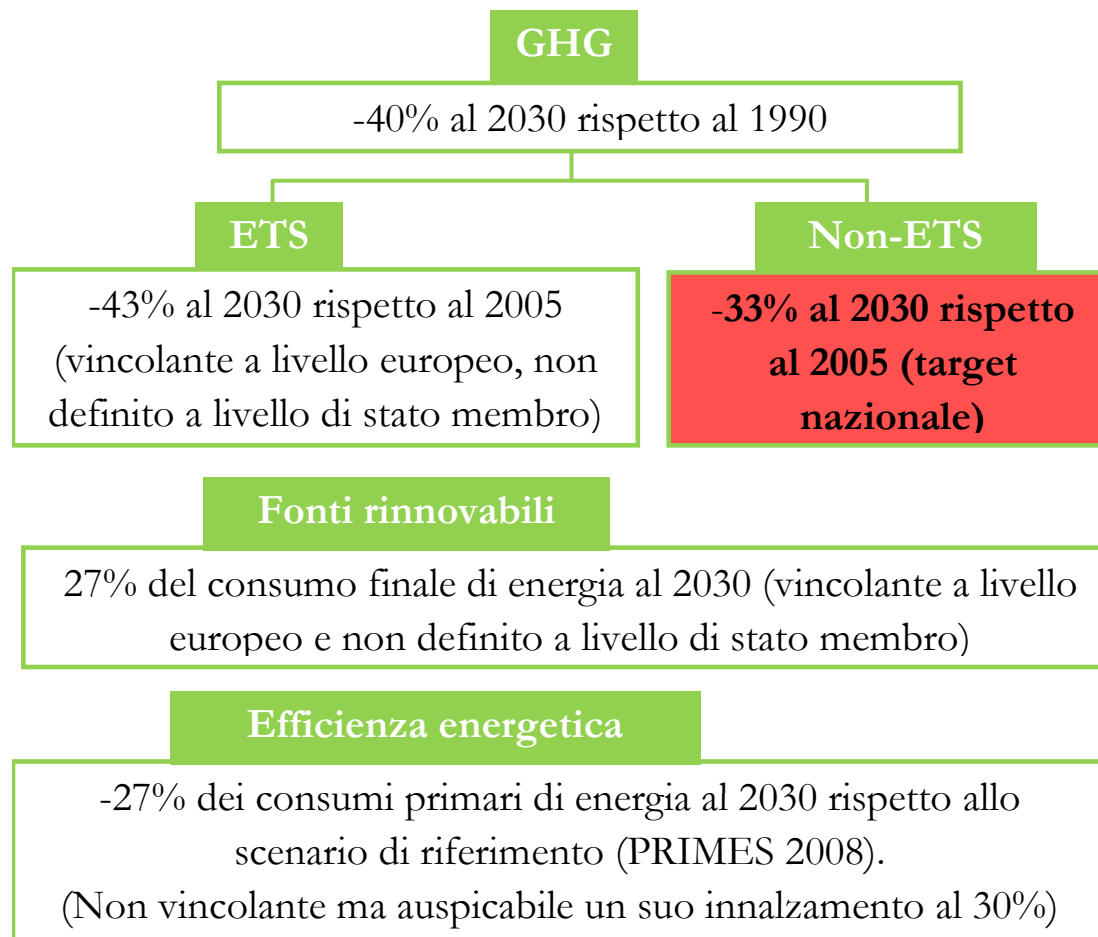 GHG
-40% al 2030 rispetto al 1990
ETS
-43% al 2030 rispetto al 2005
(vincolante a livello europeo, non
definito a livello di stato membro)
Non-ETS
-33% al 2030 rispetto
al 2005 (target
nazionale)
Fonti rinnovabili
27% del consumo finale di energia al 2030 (vincolante a livello
europeo e non definito a livello di stato membro)
Efficienza energetica
-27% dei consumi primari di energia al 2030 rispetto allo
scenario di riferimento (PRIMES 2008).
(Non vincolante ma auspicabile un suo innalzamento al 30%)